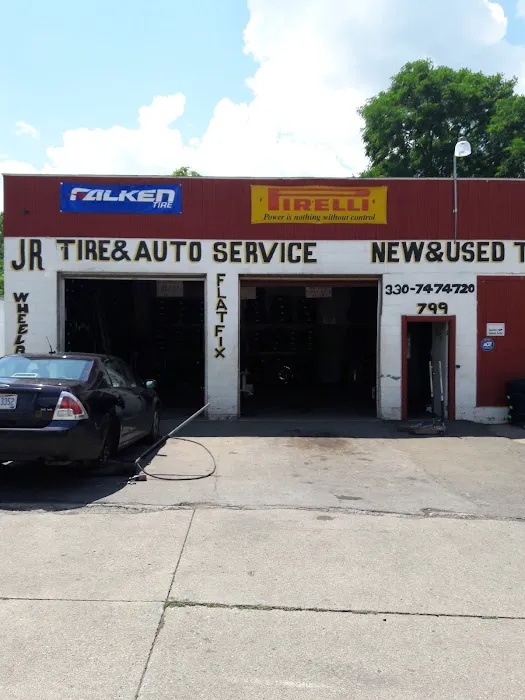 FALKEN
TIRE
PIRELLI
Power is nothing without control
JR TIRE&AUTO SERVICE
NEW&USED T
330-7474720
799
WHEELS
FLAT FIX
ADT